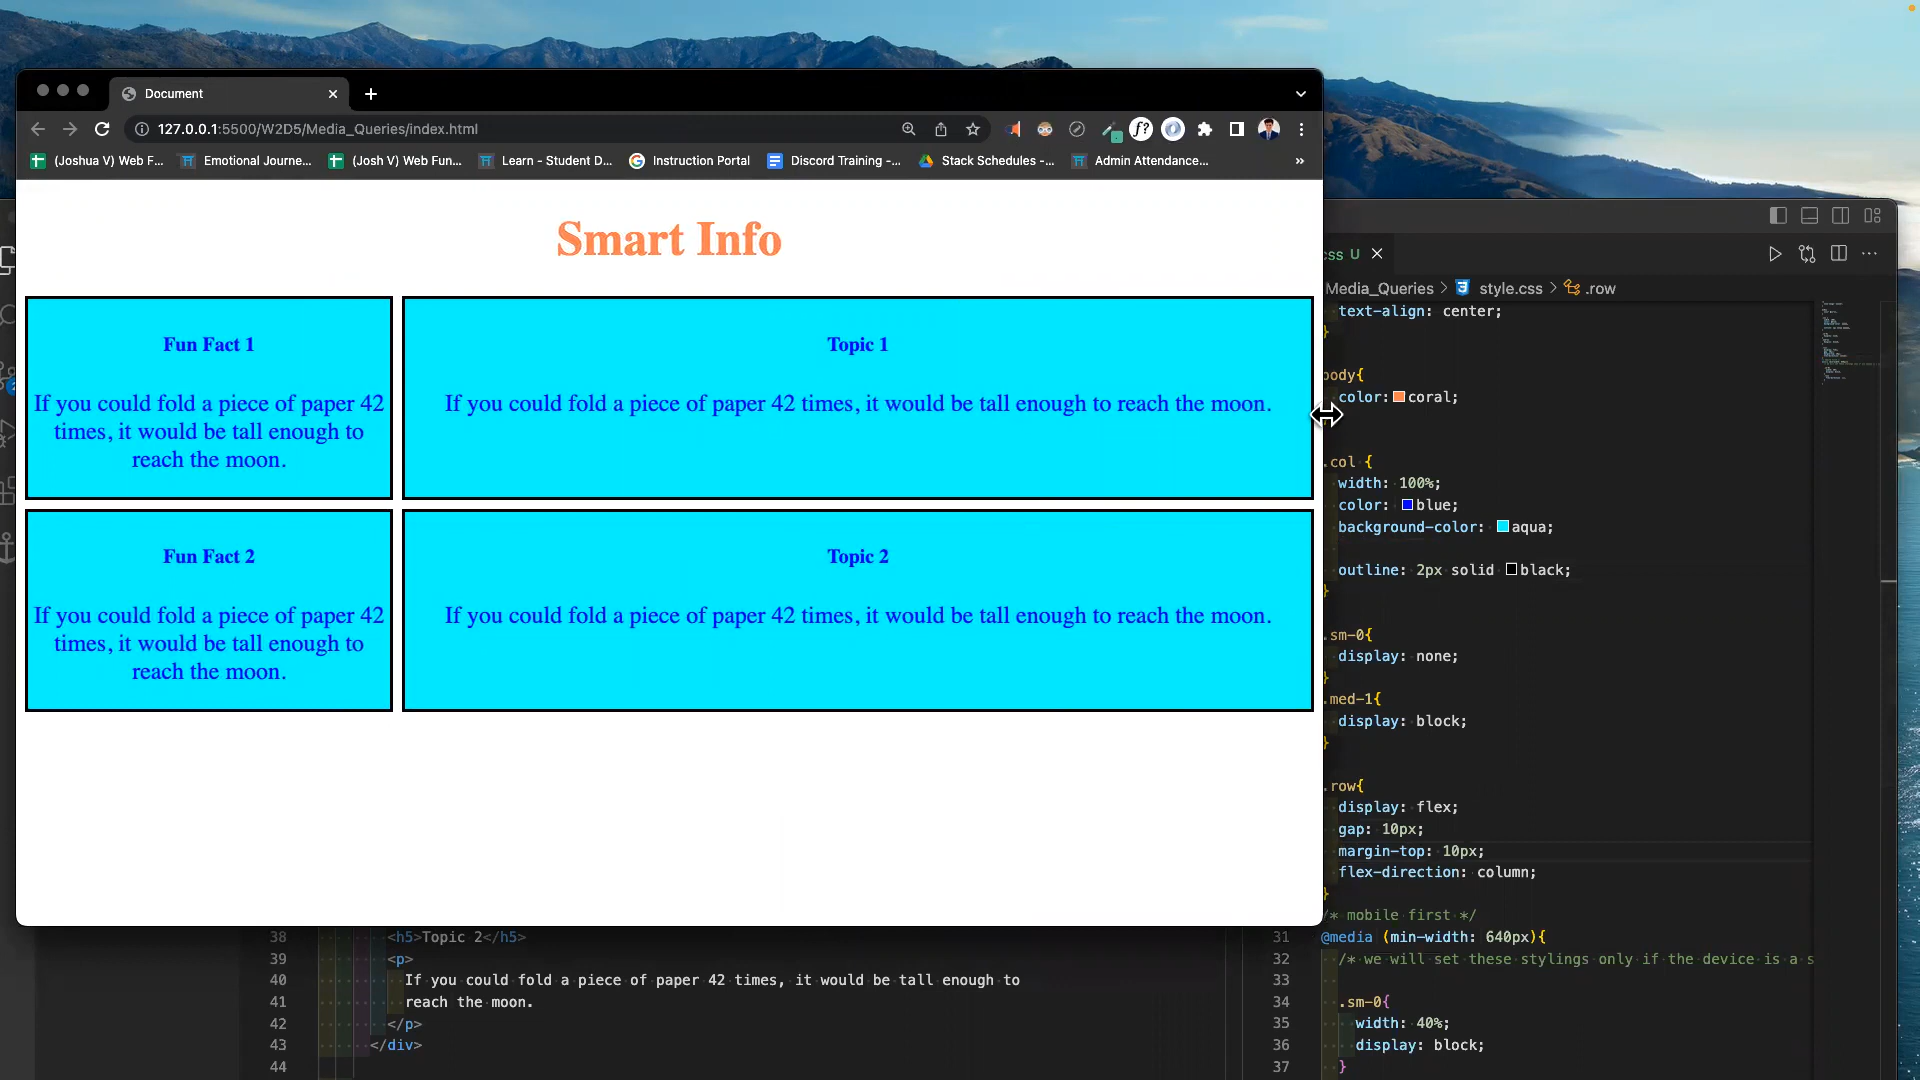 Document
127.0.0.1:5500/W2D5/Media_Queries/index.html
f?
(Joshua V) Web F...
Emotional Journe...
(Josh V) Web Fun...
Learn - Student D...
Instruction Portal
Discord Training -...
Stack Schedules -...
Admin Attendance...
»
Smart Info
Fun Fact 1
If you could fold a piece of paper 42
times, it would be tall enough to
reach the moon.
Topic 1
If you could fold a piece of paper 42 times, it would be tall enough to reach the moon.
Fun Fact 2
If you could fold a piece of paper 42
times, it would be tall enough to
reach the moon.
Topic 2
If you could fold a piece of paper 42 times, it would be tall enough to reach the moon.
css U
Media_Queries > style.css > .row
text-align: center;
}
body{
color: coral;
.col {
width: 100%;
color: blue;
background-color: aqua;
outline: 2px solid black;
}
.sm-0{
display: none;
}
.med-1{
display: block;
}
.row{
display: flex;
gap: 10px;
margin-top: 10px;
flex-direction: column;
}
/* mobile first */
31 @media (min-width: 640px){
32 /* we will set these stylings only if the device is a s
33
34 .sm-0{
35 width: 40%;
36 display: block;
37 }
38 <h5>Topic 2</h5>
39 <p>
40 If you could fold a piece of paper 42 times, it would be tall enough to
41 reach the moon.
42 </p>
43 </div>
44